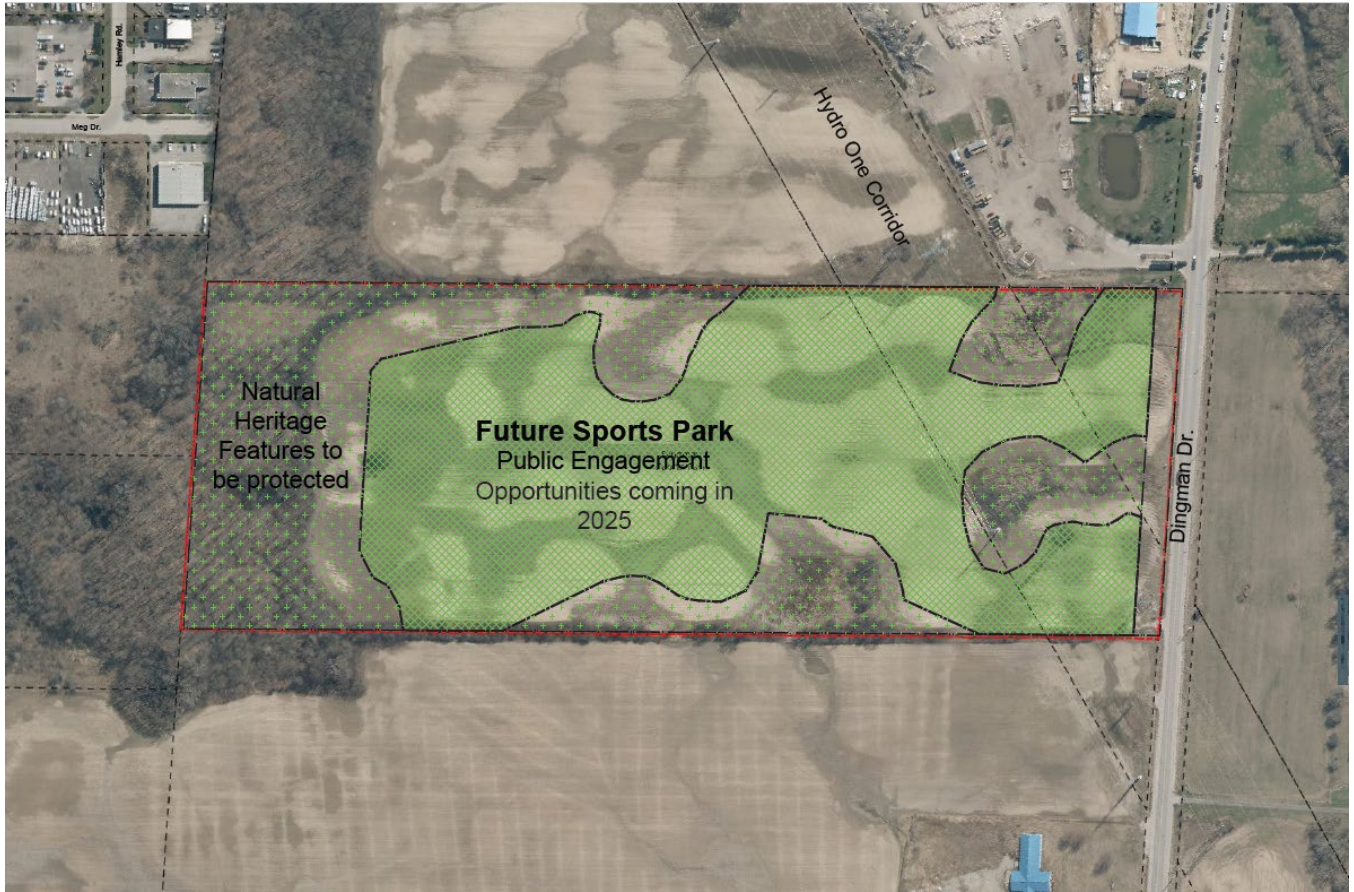 Hamley Rd.
Meg Dr.
Hydro One Corridor
Natural
Heritage
Features to
be protected
Future Sports Park
Public Engagement
Opportunities coming in
2025
Dingman Dr.